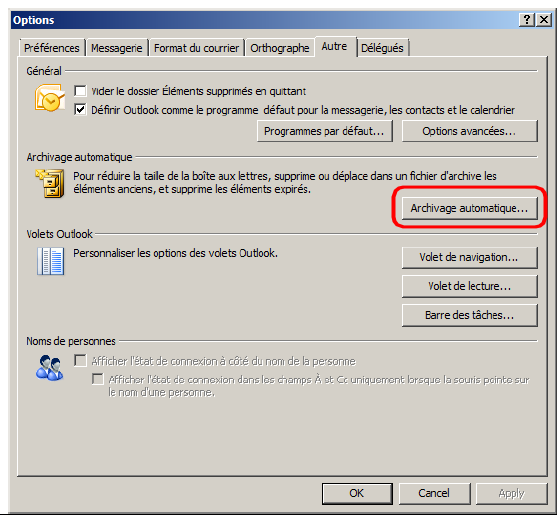 Options
Préférences Messagerie Format du courrier Orthographe Autre Délégués
Général
Vider le dossier Éléments supprimés en quittant
Définir Outlook comme le programme défaut pour la messagerie, les contacts et le calendrier
Programmes par défaut... Options avancées...
Archivage automatique
Pour réduire la taille de la boîte aux lettres, supprime ou déplace dans un fichier d'archive les
éléments anciens, et supprime les éléments expirés.
Archivage automatique...
Volets Outlook
Personnaliser les options des volets Outlook.
Volet de navigation...
Volet de lecture...
Barre des tâches...
Noms de personnes
Afficher l'état de connexion à côté du nom de la personne
Afficher l'état de connexion dans les champs À et Cc uniquement lorsque la souris pointe sur
le nom d'une personne.
OK Cancel Apply